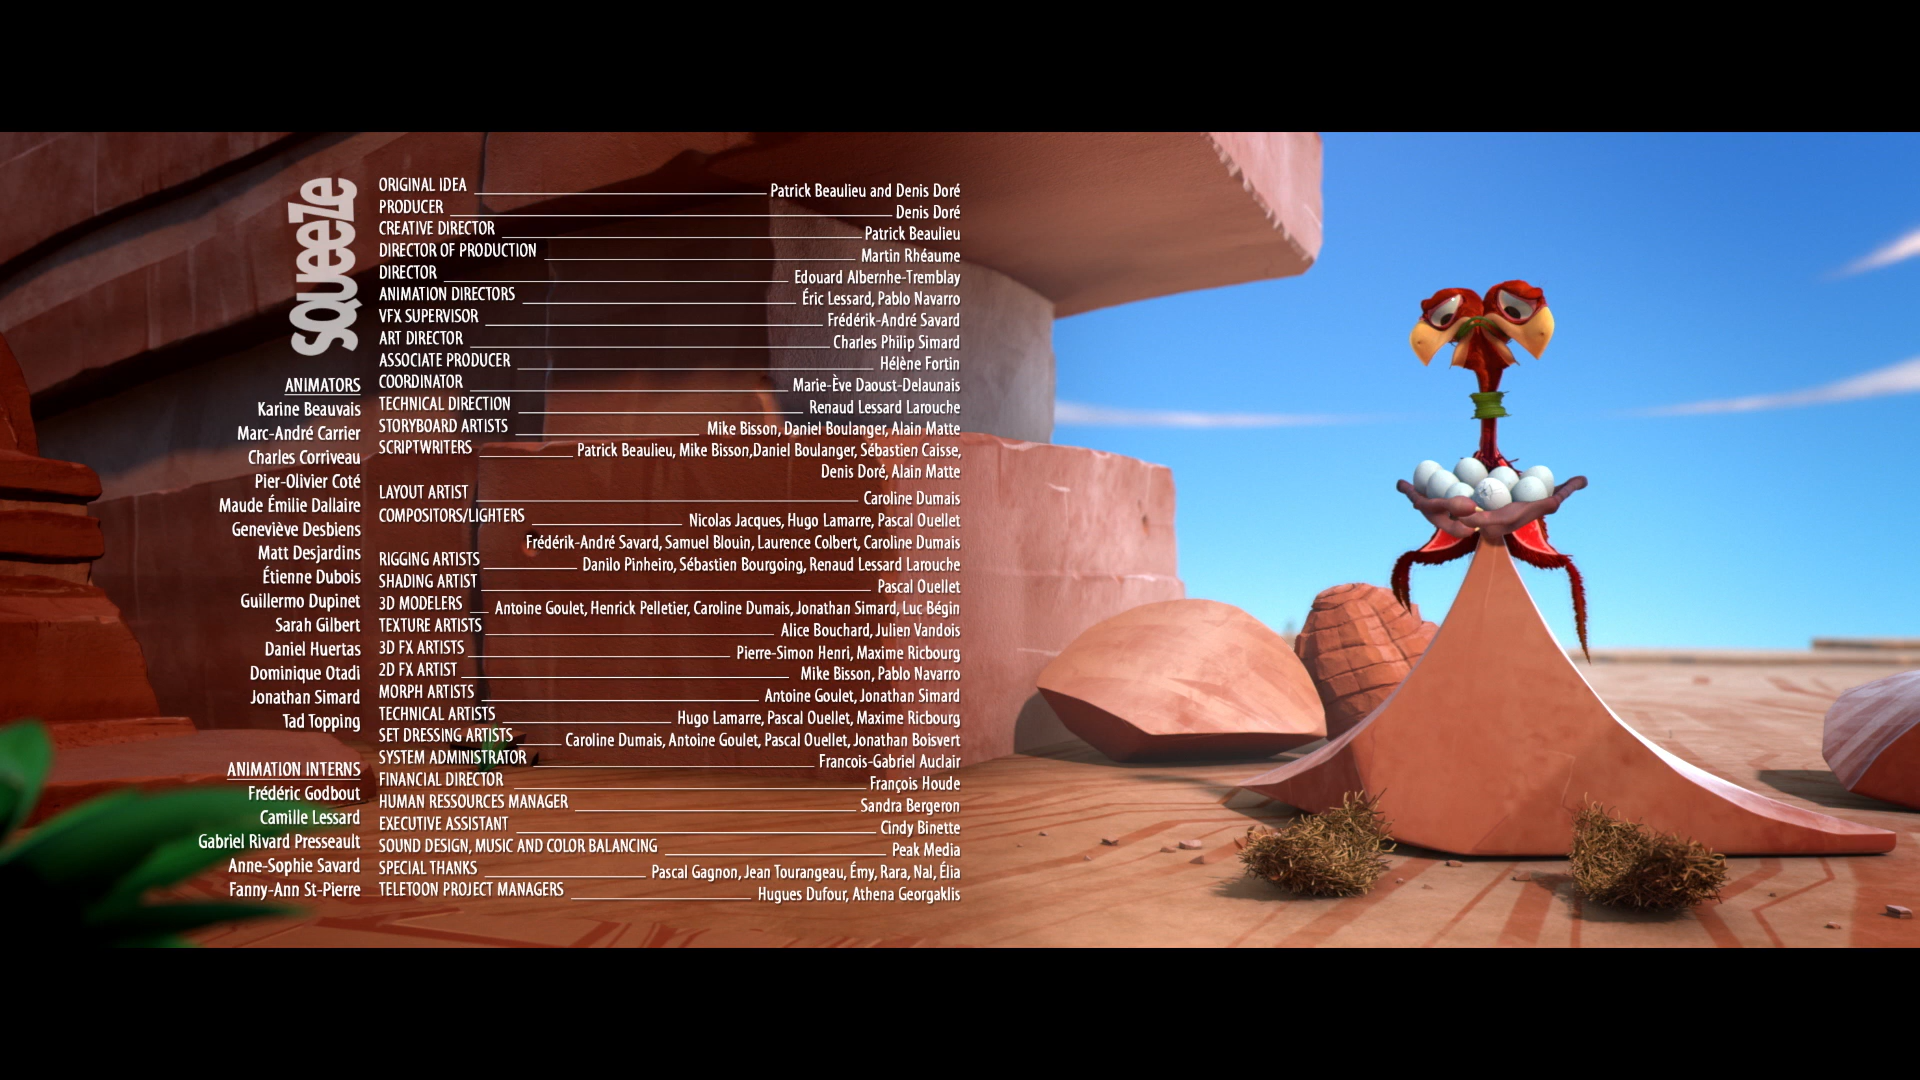 squeeze
ANIMATORS
Karine Beauvais
Marc-André Carrier
Charles Corriveau
Pier-Olivier Coté
Maude Émilie Dallaire
Geneviève Desbiens
Matt Desjardins
Étienne Dubois
Guillermo Dupinet
Sarah Gilbert
Daniel Huertas
Dominique Otadi
Jonathan Simard
Tad Topping
ANIMATION INTERNS
Frédéric Godbout
Camille Lessard
Gabriel Rivard Presseault
Anne-Sophie Savard
Fanny-Ann St-Pierre
ORIGINAL IDEA Patrick Beaulieu and Denis Doré
PRODUCER Denis Doré
CREATIVE DIRECTOR Patrick Beaulieu
DIRECTOR OF PRODUCTION Martin Rhéaume
DIRECTOR Edouard Albernhe-Tremblay
ANIMATION DIRECTORS Éric Lessard, Pablo Navarro
VFX SUPERVISOR Frédérik-André Savard
ART DIRECTOR Charles Philip Simard
ASSOCIATE PRODUCER Hélène Fortin
COORDINATOR Marie-Ève Daoust-Delaunais
TECHNICAL DIRECTION Renaud Lessard Larouche
STORYBOARD ARTISTS Mike Bisson, Daniel Boulanger, Alain Matte
SCRIPTWRITERS Patrick Beaulieu, Mike Bisson,Daniel Boulanger, Sébastien Caisse,
Denis Doré, Alain Matte
LAYOUT ARTIST Caroline Dumais
COMPOSITORS/LIGHTERS Nicolas Jacques, Hugo Lamarre, Pascal Ouellet
Frédérik-André Savard, Samuel Blouin, Laurence Colbert, Caroline Dumais
RIGGING ARTISTS Danilo Pinheiro, Sébastien Bourgoing, Renaud Lessard Larouche
SHADING ARTIST Pascal Ouellet
3D MODELERS Antoine Goulet, Henrick Pelletier, Caroline Dumais, Jonathan Simard, Luc Bégin
TEXTURE ARTISTS Alice Bouchard, Julien Vandois
3D FX ARTISTS Pierre-Simon Henri, Maxime Ricbourg
2D FX ARTIST Mike Bisson, Pablo Navarro
MORPH ARTISTS Antoine Goulet, Jonathan Simard
TECHNICAL ARTISTS Hugo Lamarre, Pascal Ouellet, Maxime Ricbourg
SET DRESSING ARTISTS Caroline Dumais, Antoine Goulet, Pascal Ouellet, Jonathan Boisvert
SYSTEM ADMINISTRATOR Francois-Gabriel Auclair
FINANCIAL DIRECTOR François Houde
HUMAN RESSOURCES MANAGER Sandra Bergeron
EXECUTIVE ASSISTANT Cindy Binette
SOUND DESIGN, MUSIC AND COLOR BALANCING Peak Media
SPECIAL THANKS Pascal Gagnon, Jean Tourangeau, Émy, Rara, Nal, Élia
TELETOON PROJECT MANAGERS Hugues Dufour, Athena Georgaklis